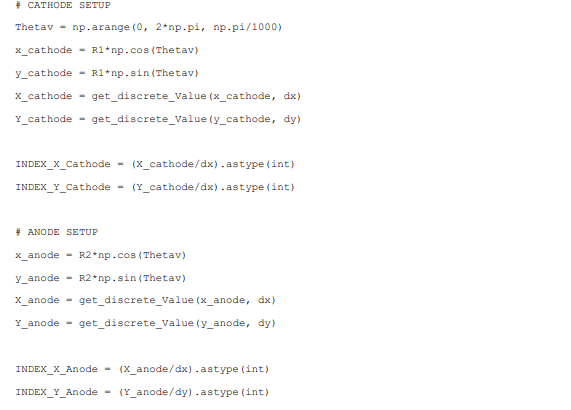 # CATHODE SETUP
Thetav = np.arange(0, 2*np.pi, np.pi/1000)
x_cathode = R1*np.cos(Thetav)
y_cathode = R1*np.sin(Thetav)
X_cathode = get_discrete_Value(x_cathode, dx)
Y_cathode = get_discrete_Value(y_cathode, dy)
INDEX_X_Cathode = (X_cathode/dx).astype(int)
INDEX_Y_Cathode = (Y_cathode/dx).astype(int)
# ANODE SETUP
x_anode = R2*np.cos(Thetav)
y_anode = R2*np.sin(Thetav)
X_anode = get_discrete_Value(x_anode, dx)
Y_anode = get_discrete_Value(y_anode, dy)
INDEX_X_Anode = (X_anode/dx).astype(int)
INDEX_Y_Anode = (Y_anode/dy).astype(int)